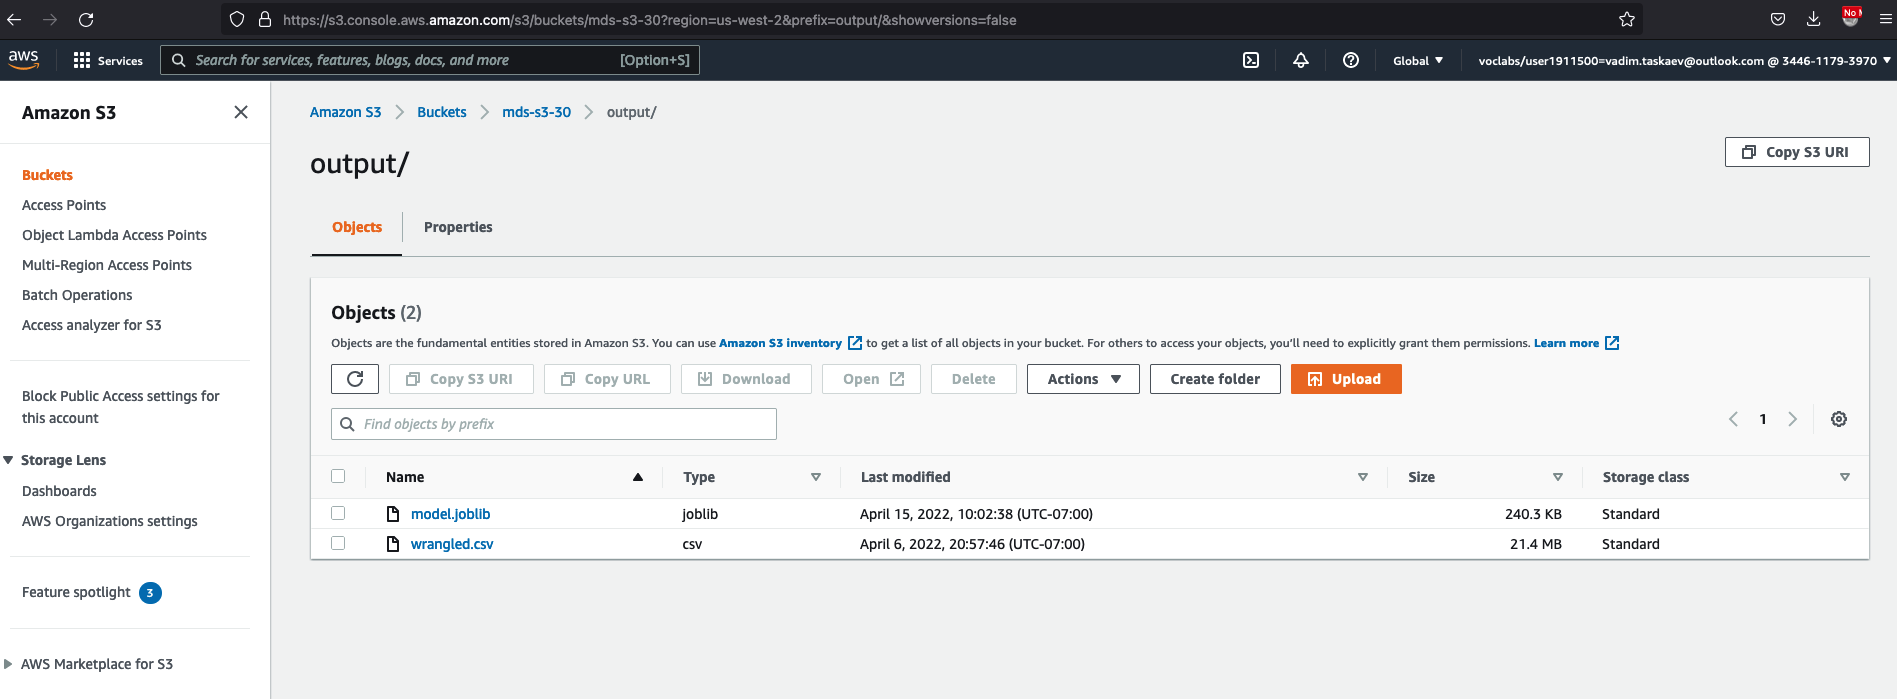 https://s3.console.aws.amazon.com/s3/buckets/mds-s3-30?region=us-west-2&prefix=output/&showversions=false
No
aws
Services
Search for services, features, blogs, docs, and more [Option+S]
Global
voclabs/user1911500=vadim.taskaev@outlook.com @ 3446-1179-3970
Amazon S3
Buckets
Access Points
Object Lambda Access Points
Multi-Region Access Points
Batch Operations
Access analyzer for S3
Block Public Access settings for
this account
Storage Lens
Dashboards
AWS Organizations settings
Feature spotlight 3
AWS Marketplace for S3
Amazon S3 Buckets mds-s3-30 output/
output/
Copy S3 URI
Objects Properties
Objects (2)
Objects are the fundamental entities stored in Amazon S3. You can use Amazon S3 inventory to get a list of all objects in your bucket. For others to access your objects, you'll need to explicitly grant them permissions. Learn more
Copy S3 URI Copy URL Download Open Delete Actions Create folder Upload
Find objects by prefix
1
Name Type Last modified Size Storage class
model.joblib joblib April 15, 2022, 10:02:38 (UTC-07:00) 240.3 KB Standard
wrangled.csv csv April 6, 2022, 20:57:46 (UTC-07:00) 21.4 MB Standard